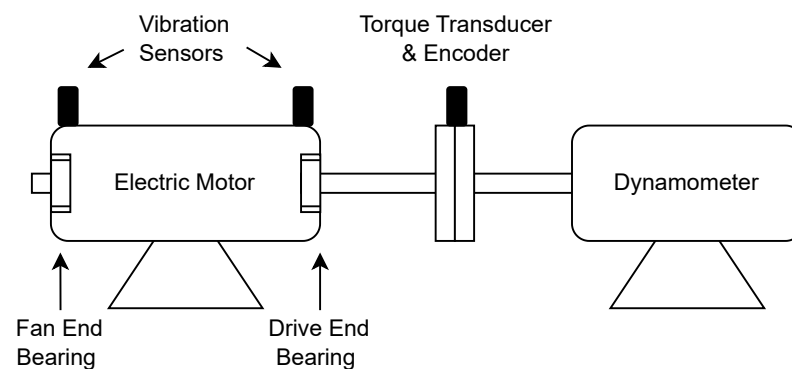 Vibration
Sensors
Torque Transducer
& Encoder
Electric Motor
Dynamometer
Fan End
Bearing
Drive End
Bearing